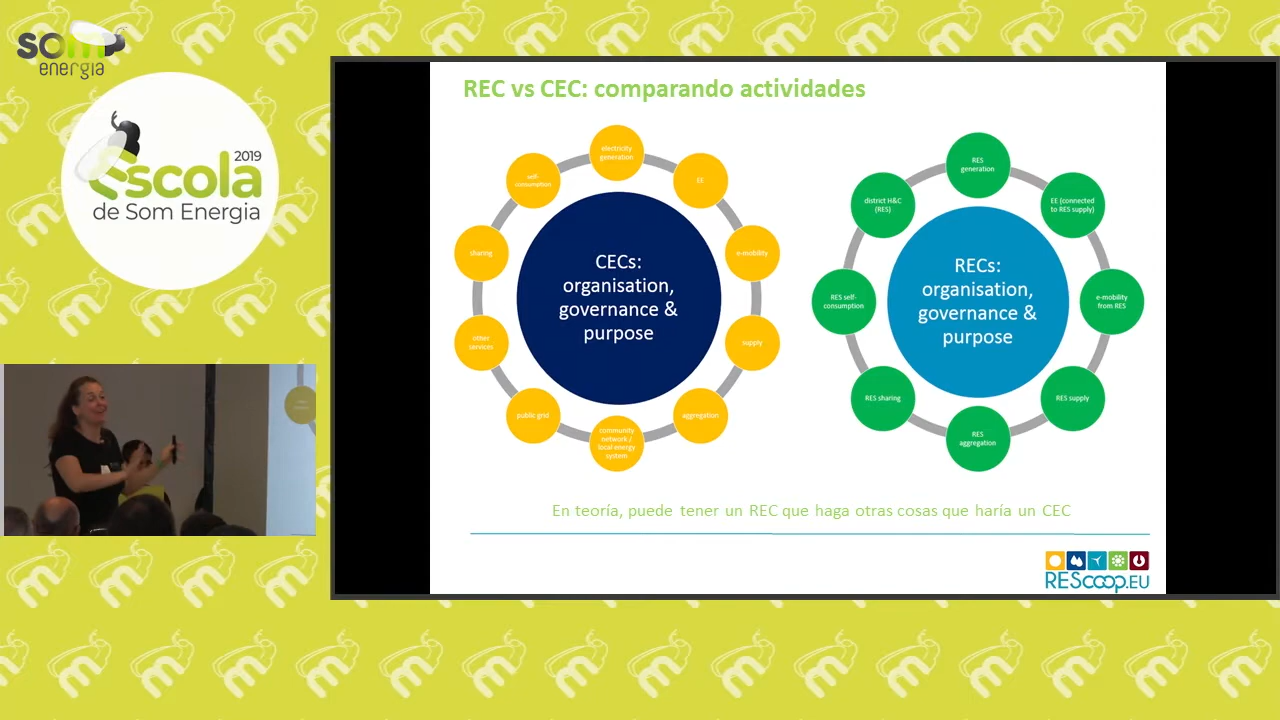 som
energia
2019
Escola
de Som Energia
REC vs CEC: comparando actividades
electricity
generation
EE
e-mobility
supply
aggregation
community
network /
local energy
system
public grid
other
services
sharing
self-
consumption
CECs:
organisation,
governance &
purpose
RES
generation
EE (connected
to RES supply)
e-mobility
from RES
RES supply
RES
aggregation
RES sharing
RES self-
consumption
district H&C
(RES)
RECs:
organisation,
governance &
purpose
En teoría, puede tener un REC que haga otras cosas que haría un CEC
REScoop.EU